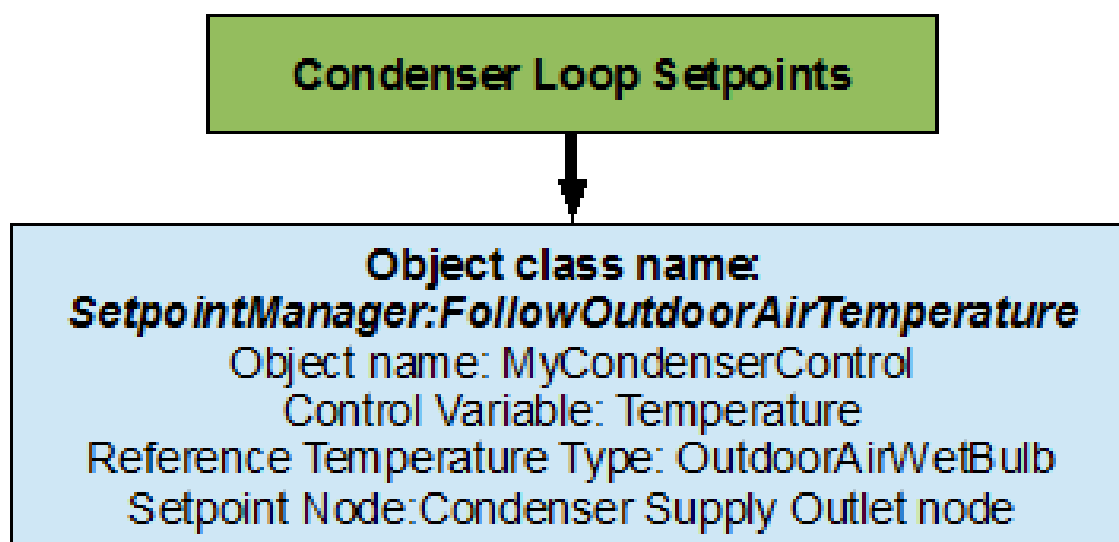 Condenser Loop Setpoints
Object class name:
SetpointManager:FollowOutdoorAirTemperature
Object name: MyCondenserControl
Control Variable: Temperature
Reference Temperature Type: OutdoorAirWetBulb
Setpoint Node:Condenser Supply Outlet node